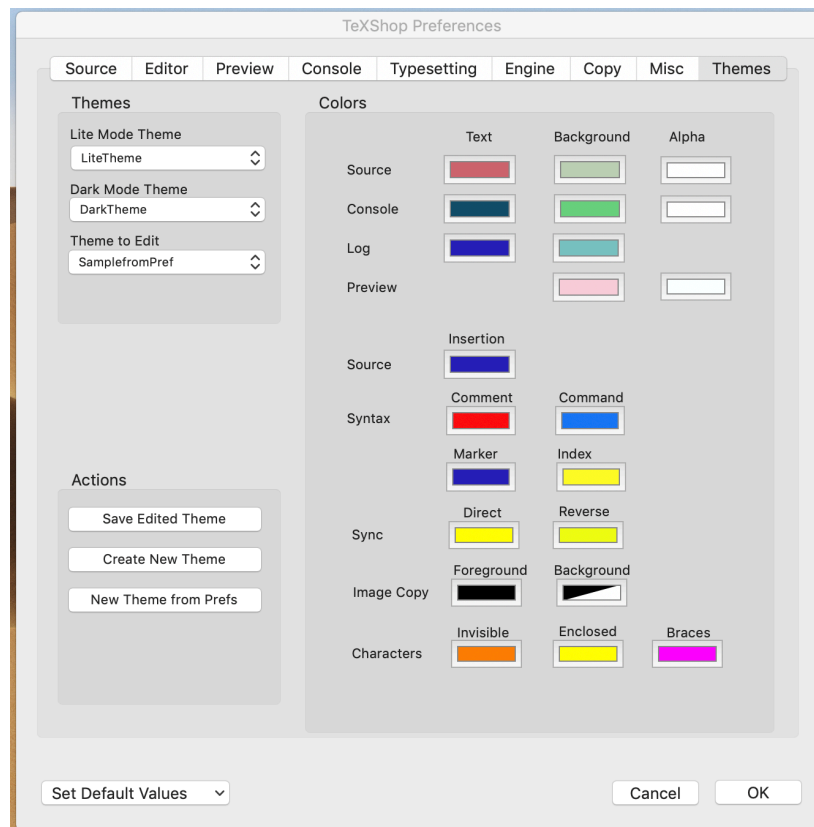 TeXShop Preferences
Source Editor Preview Console Typesetting Engine Copy Misc Themes
Themes
Lite Mode Theme
LiteTheme
Dark Mode Theme
DarkTheme
Theme to Edit
SamplefromPref
Actions
Save Edited Theme
Create New Theme
New Theme from Prefs
Colors
Text Background Alpha
Source
Console
Log
Preview
Insertion
Source
Comment Command
Syntax
Marker Index
Direct Reverse
Sync
Foreground Background
Image Copy
Invisible Enclosed Braces
Characters
Set Default Values Cancel OK